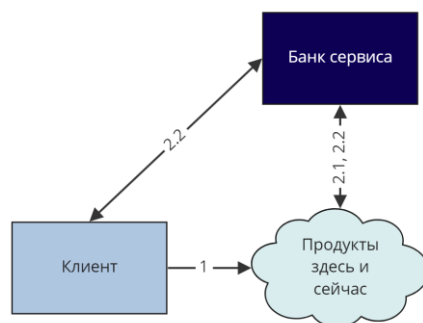 Банк сервиса
2.2
2.1, 2.2
Клиент
1
Продукты
здесь и
сейчас